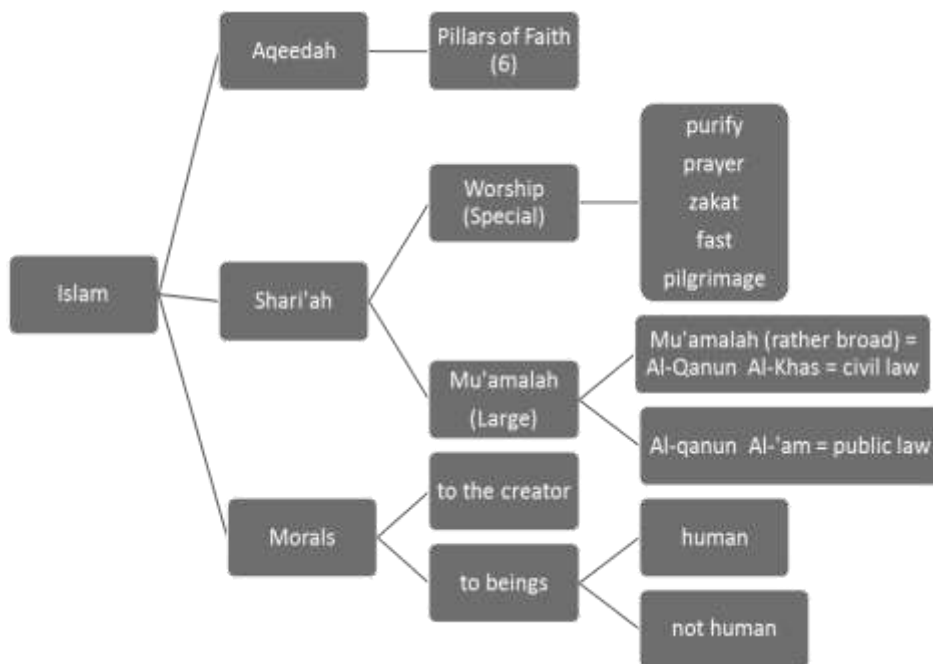 Islam
Aqeedah
Pillars of Faith
(6)
Shari'ah
Worship
(Special)
purify
prayer
zakat
fast
pilgrimage
Mu'amalah
(Large)
Mu'amalah (rather broad) =
Al-Qanun Al-Khas = civil law
Al-qanun Al-'am = public law
Morals
to the creator
to beings
human
not human